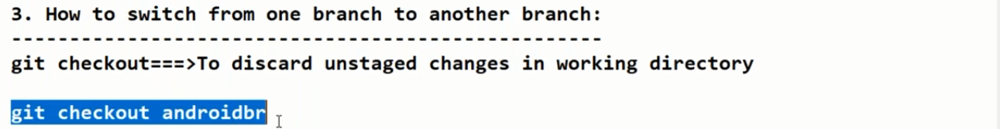 3. How to switch from one branch to another branch:
---------------------------------------------------
git checkout===>To discard unstaged changes in working directory
git checkout androidbr